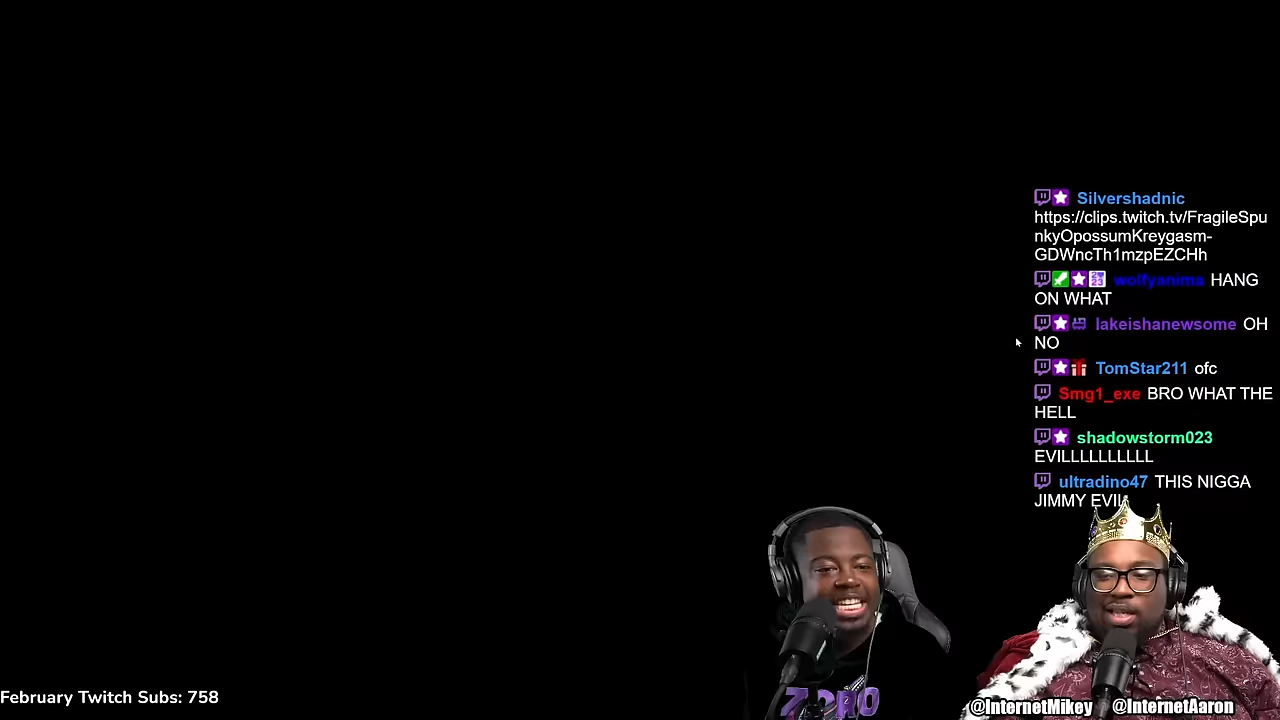 Silvershadnic
https://clips.twitch.tv/FragileSpu
nkyOpossumKreygasm-
GDWncTh1mzpEZCHh
wolfyanima HANG
ON WHAT
lakeishanewsome OH
NO
TomStar211 ofc
Smg1_exe BRO WHAT THE
HELL
shadowstorm023
EVILLLLLLLLLL
ultradino47 THIS NIGGA
JIMMY EVIL
February Twitch Subs: 758
@InternetMikey @InternetAaron